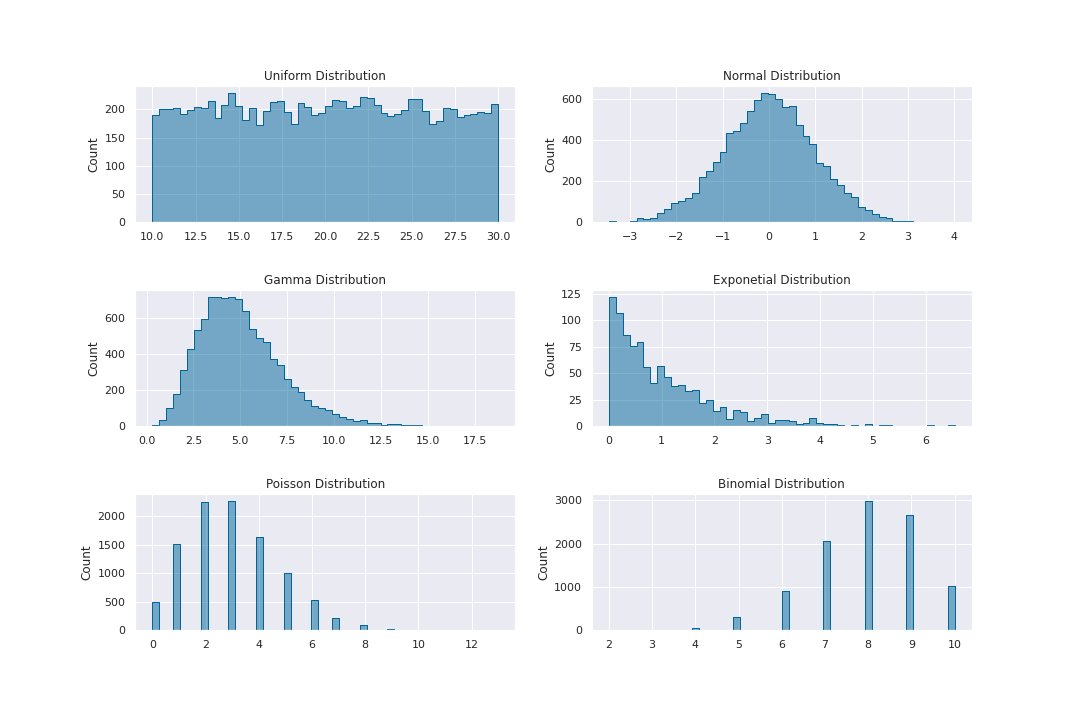 Uniform Distribution
Count
200
150
100
50
0
10.0 12.5 15.0 17.5 20.0 22.5 25.0 27.5 30.0
Normal Distribution
Count
600
400
200
0
−3 −2 −1 0 1 2 3 4
Gamma Distribution
Count
600
400
200
0
0.0 2.5 5.0 7.5 10.0 12.5 15.0 17.5
Exponetial Distribution
Count
125
100
75
50
25
0
0 1 2 3 4 5 6
Poisson Distribution
Count
2000
1500
1000
500
0
0 2 4 6 8 10 12
Binomial Distribution
Count
3000
2000
1000
0
2 3 4 5 6 7 8 9 10